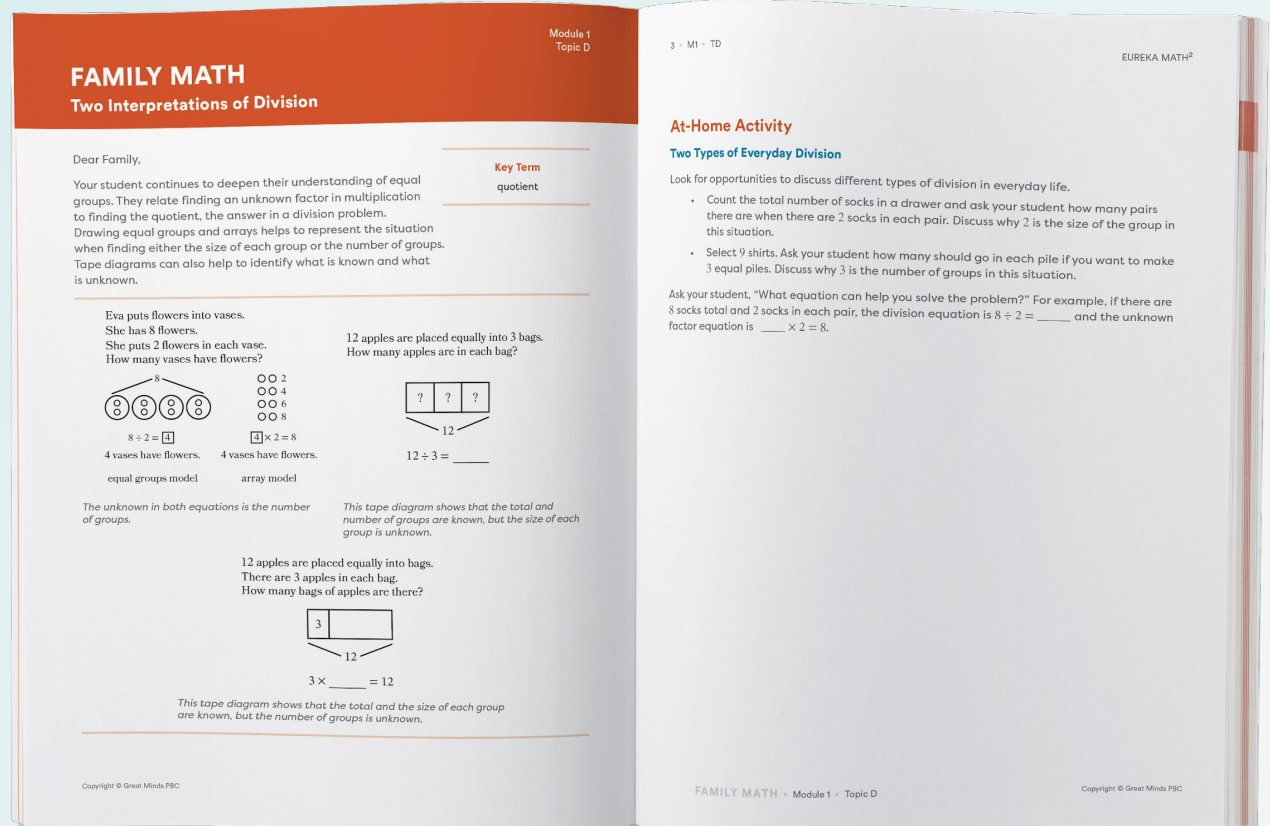 Module 1
Topic D
FAMILY MATH
Two Interpretations of Division
Dear Family,
Your student continues to deepen their understanding of equal
groups. They relate finding an unknown factor in multiplication
to finding the quotient, the answer in a division problem.
Drawing equal groups and arrays helps to represent the situation
when finding either the size of each group or the number of groups.
Tape diagrams can also help to identify what is known and what
is unknown.
Key Term
quotient
Eva puts flowers into vases.
She has 8 flowers.
She puts 2 flowers in each vase.
How many vases have flowers?
8
8 ÷ 2 = 4
4 vases have flowers.
equal groups model
2
4
6
8
4 × 2 = 8
4 vases have flowers.
array model
The unknown in both equations is the number
of groups.
12 apples are placed equally into 3 bags.
How many apples are in each bag?
? ? ?
12
12 ÷ 3 = ____
This tape diagram shows that the total and
number of groups are known, but the size of each
group is unknown.
12 apples are placed equally into bags.
There are 3 apples in each bag.
How many bags of apples are there?
3
12
3 × ____ = 12
This tape diagram shows that the total and the size of each group
are known, but the number of groups is unknown.
Copyright © Great Minds PBC
3 ▪ M1 ▪ TD
EUREKA MATH²
At-Home Activity
Two Types of Everyday Division
Look for opportunities to discuss different types of division in everyday life.
• Count the total number of socks in a drawer and ask your student how many pairs
there are when there are 2 socks in each pair. Discuss why 2 is the size of the group in
this situation.
• Select 9 shirts. Ask your student how many should go in each pile if you want to make
3 equal piles. Discuss why 3 is the number of groups in this situation.
Ask your student, “What equation can help you solve the problem?” For example, if there are
8 socks total and 2 socks in each pair, the division equation is 8 ÷ 2 = _____ and the unknown
factor equation is ____ × 2 = 8.
FAMILY MATH ▪ Module 1 ▪ Topic D
Copyright © Great Minds PBC